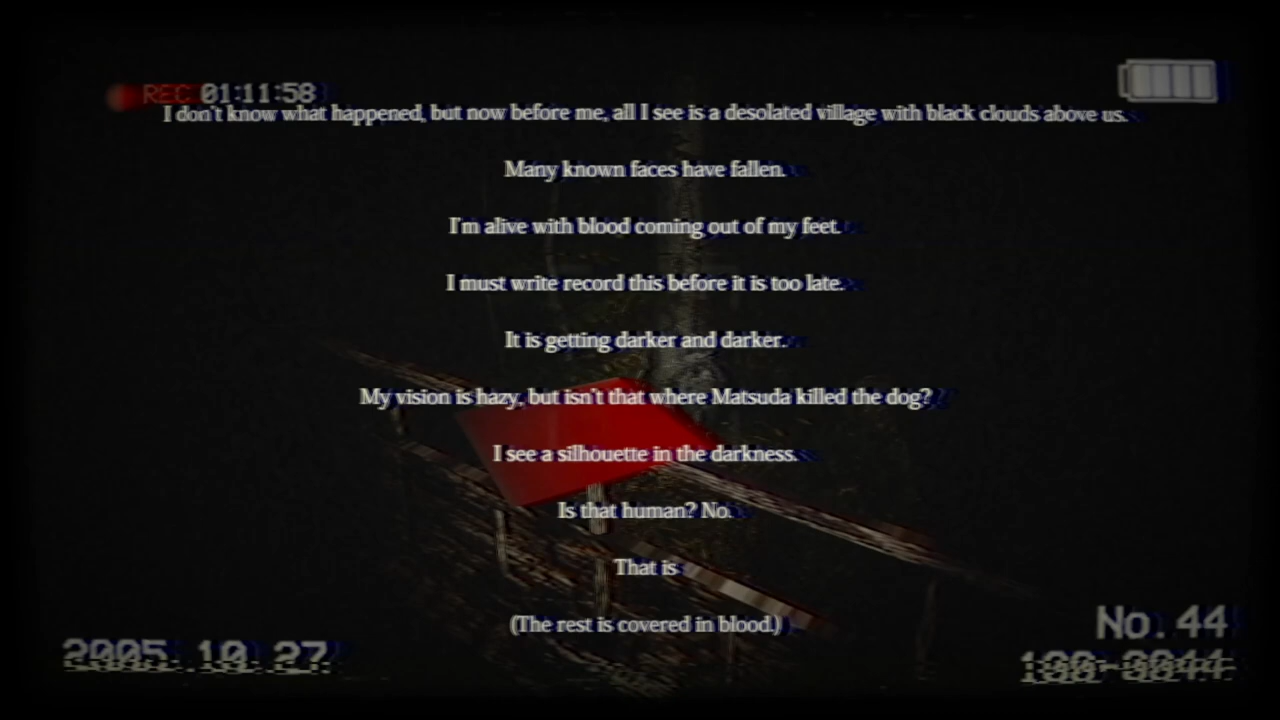 REC 01:11:58
I don't know what happened, but now before me, all I see is a desolated village with black clouds above us.
Many known faces have fallen.
I'm alive with blood coming out of my feet.
I must write record this before it is too late.
It is getting darker and darker.
My vision is hazy, but isn't that where Matsuda killed the dog?
I see a silhouette in the darkness.
Is that human? No.
That is
(The rest is covered in blood.)
No.44
2005.10.27
100-3044